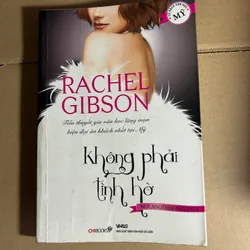 RACHEL
GIBSON
Tiểu thuyết gia văn học lãng mạn
hiện đại ăn khách nhất tại Mỹ
không phải
tình hờ
CHIBOOKS